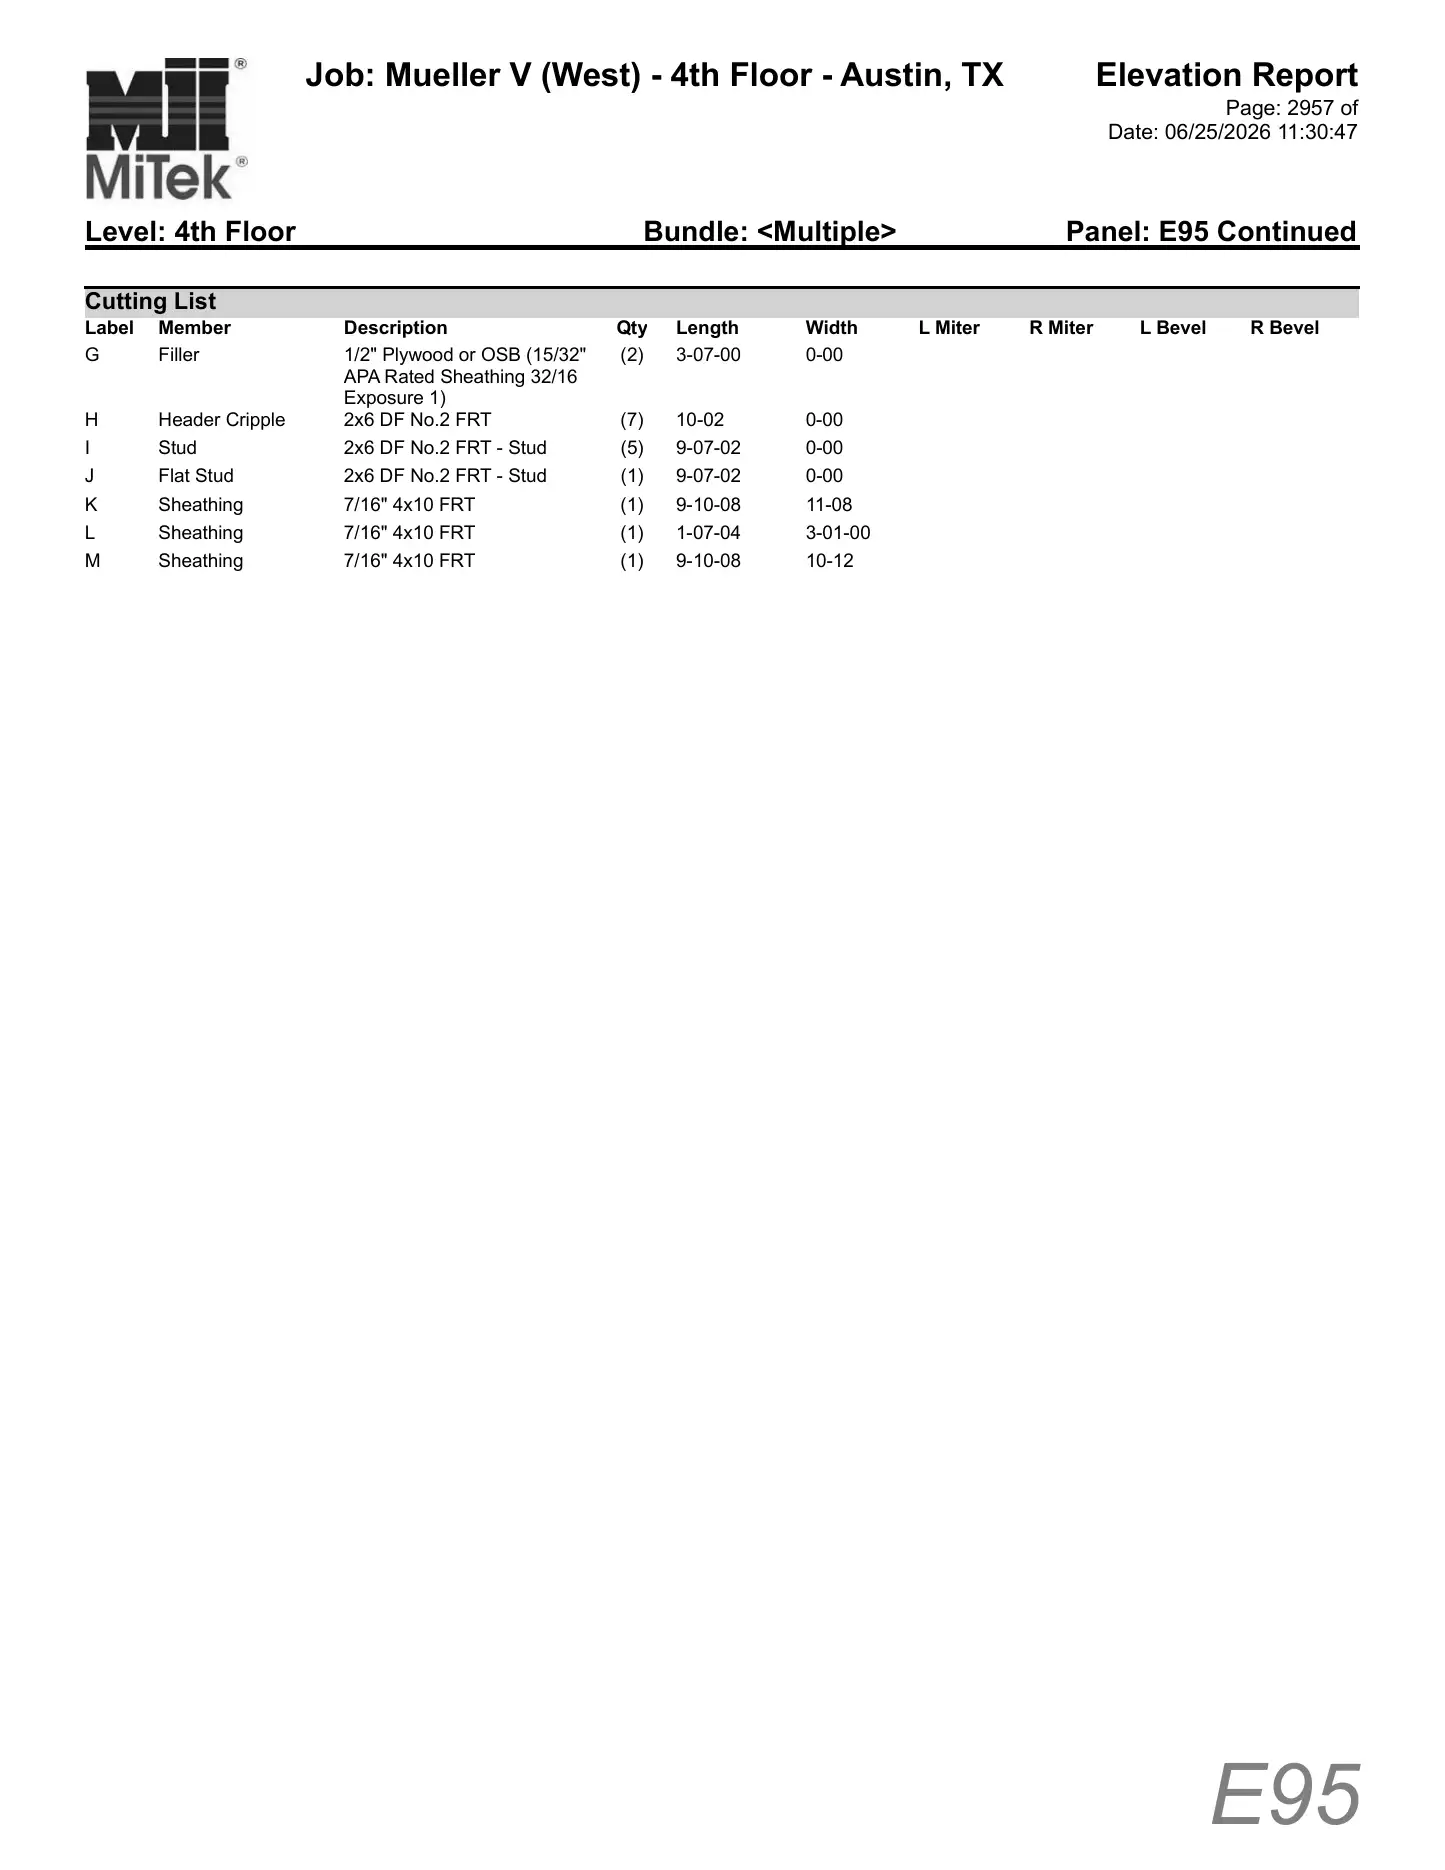 Job: Mueller V (West) - 4th Floor - Austin, TX
Elevation Report
Page: 2957 of
Date: 06/25/2026 11:30:47
®
MiTek®
Level: 4th Floor Bundle: <Multiple> Panel: E95 Continued
Cutting List
Label Member Description Qty Length Width L Miter R Miter L Bevel R Bevel
G Filler 1/2" Plywood or OSB (15/32" (2) 3-07-00 0-00
APA Rated Sheathing 32/16
Exposure 1)
H Header Cripple 2x6 DF No.2 FRT (7) 10-02 0-00
I Stud 2x6 DF No.2 FRT - Stud (5) 9-07-02 0-00
J Flat Stud 2x6 DF No.2 FRT - Stud (1) 9-07-02 0-00
K Sheathing 7/16" 4x10 FRT (1) 9-10-08 11-08
L Sheathing 7/16" 4x10 FRT (1) 1-07-04 3-01-00
M Sheathing 7/16" 4x10 FRT (1) 9-10-08 10-12
E95